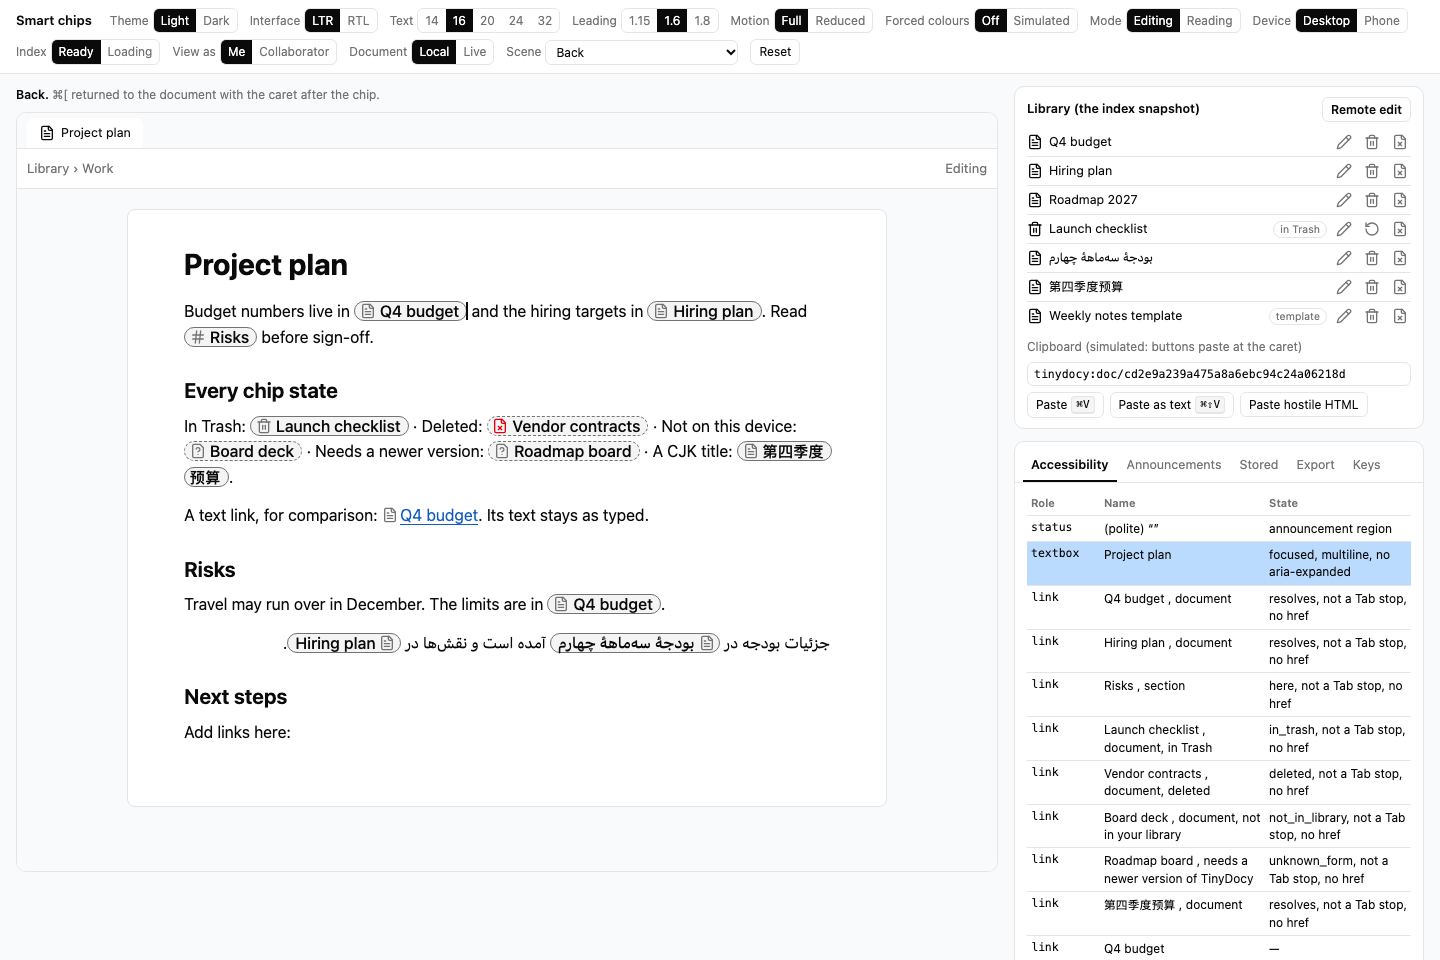 Smart chips Theme Light Dark Interface LTR RTL Text 14 16 20 24 32 Leading 1.15 1.6 1.8 Motion Full Reduced Forced colours Off Simulated Mode Editing Reading Device Desktop Phone
Index Ready Loading View as Me Collaborator Document Local Live Scene Back Reset
Back. ⌘[ returned to the document with the caret after the chip.
Project plan
Library › Work Editing
Project plan
Budget numbers live in Q4 budget and the hiring targets in Hiring plan. Read
# Risks before sign-off.
Every chip state
In Trash: Launch checklist · Deleted: Vendor contracts · Not on this device:
Board deck · Needs a newer version: Roadmap board · A CJK title: 第四季度
预算.
A text link, for comparison: Q4 budget. Its text stays as typed.
Risks
Travel may run over in December. The limits are in Q4 budget.
جزئیات بودجه در بودجهٔ سه‌ماههٔ چهارم آمده است و نقش‌ها در Hiring plan.
Next steps
Add links here:
Library (the index snapshot) Remote edit
Q4 budget
Hiring plan
Roadmap 2027
Launch checklist in Trash
بودجهٔ سه‌ماههٔ چهارم
第四季度预算
Weekly notes template template
Clipboard (simulated: buttons paste at the caret)
tinydocy:doc/cd2e9a239a475a8a6ebc94c24a06218d
Paste ⌘V Paste as text ⌘⇧V Paste hostile HTML
Accessibility Announcements Stored Export Keys
Role Name State
status (polite) “” announcement region
textbox Project plan focused, multiline, no
aria-expanded
link Q4 budget , document resolves, not a Tab stop,
no href
link Hiring plan , document resolves, not a Tab stop,
no href
link Risks , section here, not a Tab stop, no
href
link Launch checklist , in_trash, not a Tab stop,
document, in Trash no href
link Vendor contracts , deleted, not a Tab stop,
document, deleted no href
link Board deck , document, not not_in_library, not a Tab
in your library stop, no href
link Roadmap board , needs a unknown_form, not a
newer version of TinyDocy Tab stop, no href
link 第四季度预算 , document resolves, not a Tab stop,
no href
link Q4 budget —